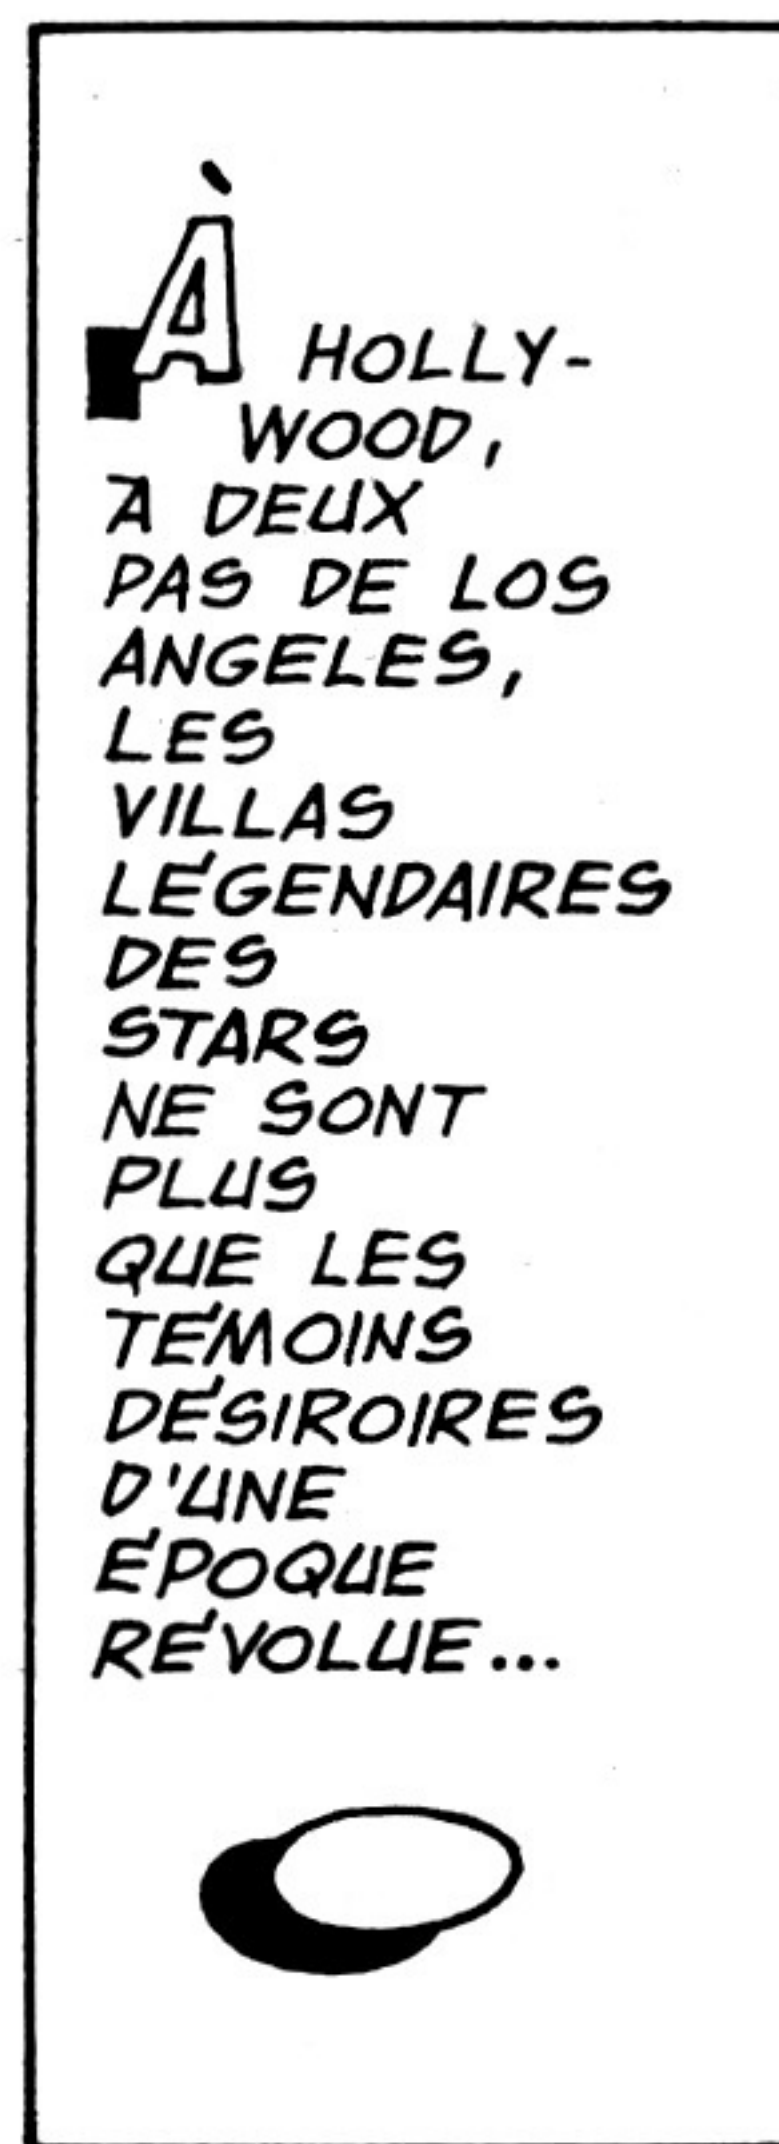 À HOLLY-
WOOD,
À DEUX
PAS DE LOS
ANGELES,
LES
VILLAS
LÉGENDAIRES
DES
STARS
NE SONT
PLUS
QUE LES
TÉMOINS
DÉSIROIRES
D'UNE
ÉPOQUE
RÉVOLUE...